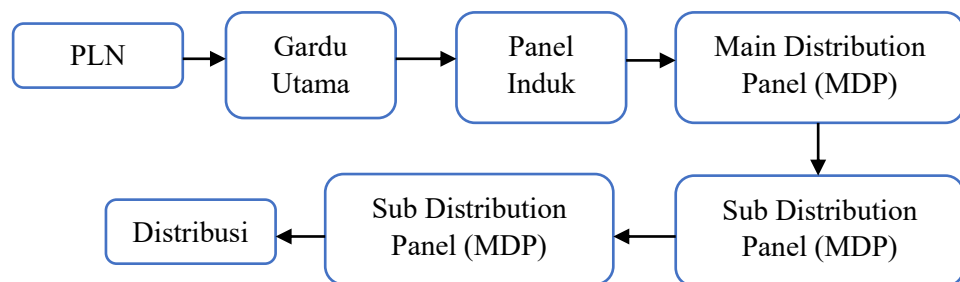 PLN
Gardu
Utama
Panel
Induk
Main Distribution
Panel (MDP)
Sub Distribution
Panel (MDP)
Sub Distribution
Panel (MDP)
Distribusi